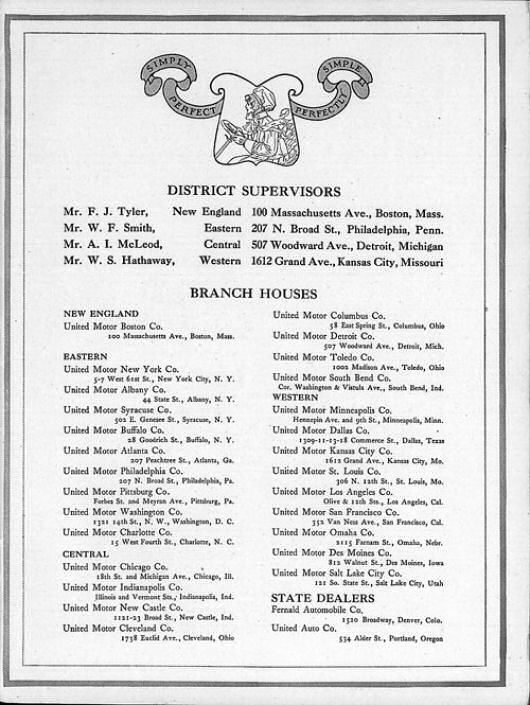 SIMPLY PERFECT
SIMPLE PERFECTLY
DISTRICT SUPERVISORS
Mr. F. J. Tyler, New England 100 Massachusetts Ave., Boston, Mass.
Mr. W. F. Smith, Eastern 207 N. Broad St., Philadelphia, Penn.
Mr. A. I. McLeod, Central 507 Woodward Ave., Detroit, Michigan
Mr. W. S. Hathaway, Western 1612 Grand Ave., Kansas City, Missouri
BRANCH HOUSES
NEW ENGLAND
United Motor Boston Co.
100 Massachusetts Ave., Boston, Mass.
EASTERN
United Motor New York Co.
5-7 West 61st St., New York City, N. Y.
United Motor Albany Co.
44 State St., Albany, N. Y.
United Motor Syracuse Co.
502 E. Genesee St., Syracuse, N. Y.
United Motor Buffalo Co.
28 Goodrich St., Buffalo, N. Y.
United Motor Atlanta Co.
207 Peachtree St., Atlanta, Ga.
United Motor Philadelphia Co.
207 N. Broad St., Philadelphia, Pa.
United Motor Pittsburg Co.
Forbes St. and Meyran Ave., Pittsburg, Pa.
United Motor Washington Co.
1321 14th St., N. W., Washington, D. C.
United Motor Charlotte Co.
15 West Fourth St., Charlotte, N. C.
CENTRAL
United Motor Chicago Co.
18th St. and Michigan Ave., Chicago, Ill.
United Motor Indianapolis Co.
Illinois and Vermont Sts., Indianapolis, Ind.
United Motor New Castle Co.
1121-23 Broad St., New Castle, Ind.
United Motor Cleveland Co.
1738 Euclid Ave., Cleveland, Ohio
United Motor Columbus Co.
58 East Spring St., Columbus, Ohio
United Motor Detroit Co.
507 Woodward Ave., Detroit, Mich.
United Motor Toledo Co.
1002 Madison Ave., Toledo, Ohio
United Motor South Bend Co.
Cor. Washington & Vistula Ave., South Bend, Ind.
WESTERN
United Motor Minneapolis Co.
Hennepin Ave. and 9th St., Minneapolis, Minn.
United Motor Dallas Co.
1309-11-13-18 Commerce St., Dallas, Texas
United Motor Kansas City Co.
1612 Grand Ave., Kansas City, Mo.
United Motor St. Louis Co.
306 N. 12th St., St. Louis, Mo.
United Motor Los Angeles Co.
Olive & 12th Sts., Los Angeles, Cal.
United Motor San Francisco Co.
352 Van Ness Ave., San Francisco, Cal.
United Motor Omaha Co.
2115 Farnam St., Omaha, Nebr.
United Motor Des Moines Co.
812 Walnut St., Des Moines, Iowa
United Motor Salt Lake City Co.
121 So. State St., Salt Lake City, Utah
STATE DEALERS
Fernald Automobile Co.
1520 Broadway, Denver, Colo.
United Auto Co.
534 Alder St., Portland, Oregon